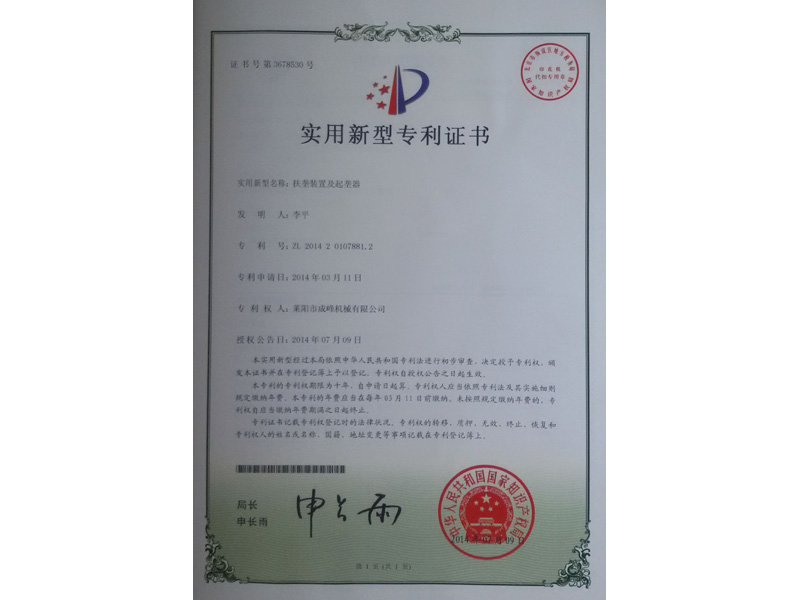 证书号第3678530号
实用新型专利证书
实用新型名称：扶垄装置及起垄器
发明人：李平
专利号：ZL 2014 2 0107881.2
专利申请日：2014年03月11日
专利权人：莱阳市成峰机械有限公司
授权公告日：2014年07月09日
本实用新型经过本局依照中华人民共和国专利法进行初步审查，决定授予专利权，颁
发本证书并在专利登记簿上予以登记。专利权自授权公告之日起生效。
本专利的专利权期限为十年，自申请日起算。专利权人应当依照专利法及其实施细则
规定缴纳年费。本专利的年费应当在每年03月11日前缴纳。未按照规定缴纳年费的，专
利权自应当缴纳年费期满之日起终止。
专利证书记载专利权登记时的法律状况。专利权的转移、质押、无效、终止、恢复和
专利权人的姓名或名称、国籍、地址变更等事项记载在专利登记簿上。
局长
申长雨
申长雨
中华人民共和国国家知识产权局
2014年07月09日
第1页(共1页)